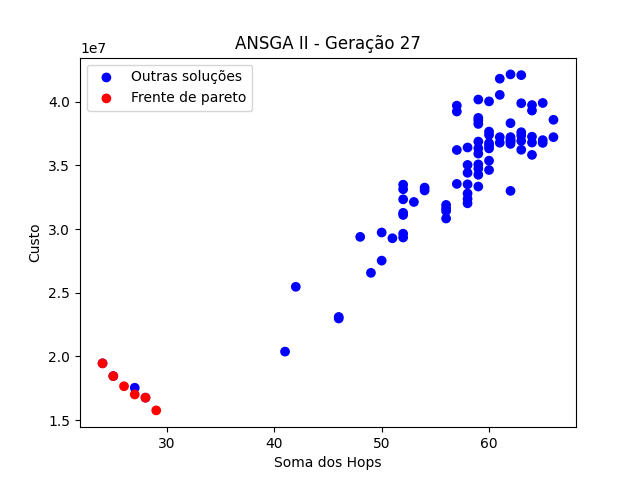 ANSGA II - Geração 27
1e7
Outras soluções
Frente de pareto
4.0
3.5
3.0
2.5
2.0
1.5
Custo
30 40 50 60
Soma dos Hops